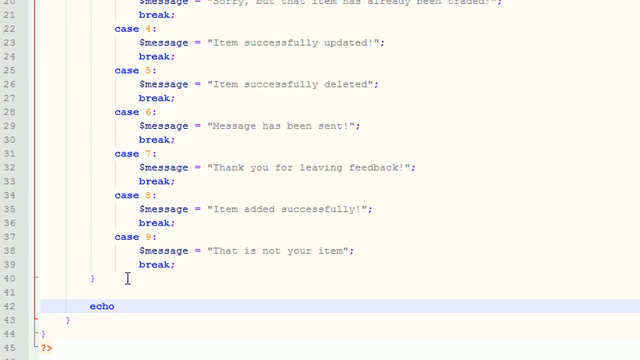 20 $message = "Sorry, but that item has already been traded!";
21 break;
22 case 4:
23 $message = "Item successfully updated!";
24 break;
25 case 5:
26 $message = "Item successfully deleted";
27 break;
28 case 6:
29 $message = "Message has been sent!";
30 break;
31 case 7:
32 $message = "Thank you for leaving feedback!";
33 break;
34 case 8:
35 $message = "Item added successfully!";
36 break;
37 case 9:
38 $message = "That is not your item";
39 break;
40 }
41
42 echo
43 }
44 }
45 ?>